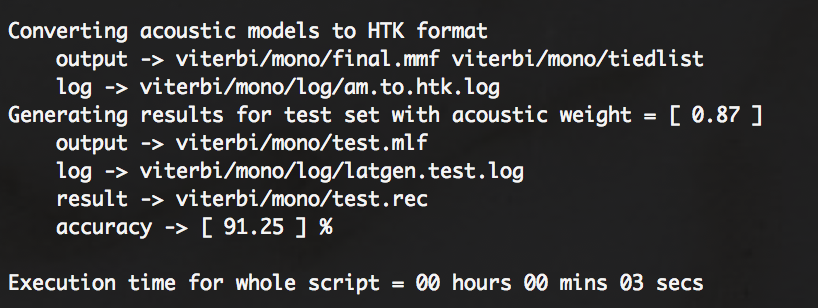 Converting acoustic models to HTK format
output -> viterbi/mono/final.mmf viterbi/mono/tiedlist
log -> viterbi/mono/log/am.to.htk.log
Generating results for test set with acoustic weight = [ 0.87 ]
output -> viterbi/mono/test.mlf
log -> viterbi/mono/log/latgen.test.log
result -> viterbi/mono/test.rec
accuracy -> [ 91.25 ] %
Execution time for whole script = 00 hours 00 mins 03 secs